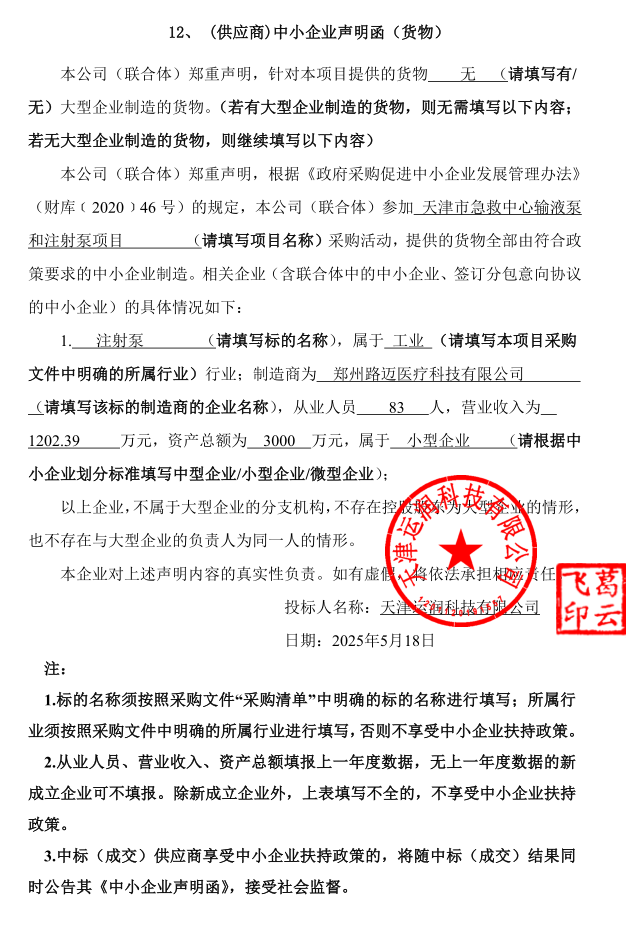 12、 (供应商)中小企业声明函（货物）
本公司（联合体）郑重声明，针对本项目提供的货物 无 （请填写有/
无）大型企业制造的货物。（若有大型企业制造的货物，则无需填写以下内容；
若无大型企业制造的货物，则继续填写以下内容）
本公司（联合体）郑重声明，根据《政府采购促进中小企业发展管理办法》
（财库﹝2020﹞46 号）的规定，本公司（联合体）参加 天津市急救中心输液泵
和注射泵项目 （请填写项目名称）采购活动，提供的货物全部由符合政
策要求的中小企业制造。相关企业（含联合体中的中小企业、签订分包意向协议
的中小企业）的具体情况如下：
1. 注射泵 （请填写标的名称），属于 工业 （请填写本项目采购
文件中明确的所属行业）行业；制造商为 郑州路迈医疗科技有限公司
（请填写该标的制造商的企业名称），从业人员 83 人，营业收入为
1202.39 万元，资产总额为 3000 万元，属于 小型企业 （请根据中
小企业划分标准填写中型企业/小型企业/微型企业）；
以上企业，不属于大型企业的分支机构，不存在控股股东为大型企业的情形，
也不存在与大型企业的负责人为同一人的情形。
本企业对上述声明内容的真实性负责。如有虚假，将依法承担相应责任
投标人名称：天津运润科技有限公司
日期：2025年5月18日
天津运润科技有限公司
葛云飞印
注：
1.标的名称须按照采购文件“采购清单”中明确的标的名称进行填写；所属行
业须按照采购文件中明确的所属行业进行填写，否则不享受中小企业扶持政策。
2.从业人员、营业收入、资产总额填报上一年度数据，无上一年度数据的新
成立企业可不填报。除新成立企业外，上表填写不全的，不享受中小企业扶持
政策。
3.中标（成交）供应商享受中小企业扶持政策的，将随中标（成交）结果同
时公告其《中小企业声明函》，接受社会监督。